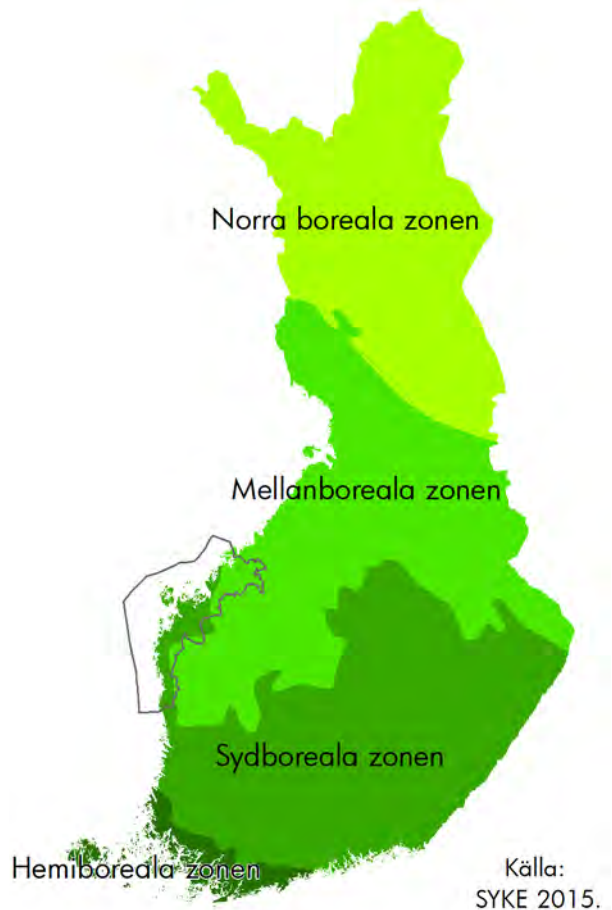 Norra boreala zonen
Mellanboreala zonen
Sydboreala zonen
Hemiboreala zonen
Källa:
SYKE 2015.